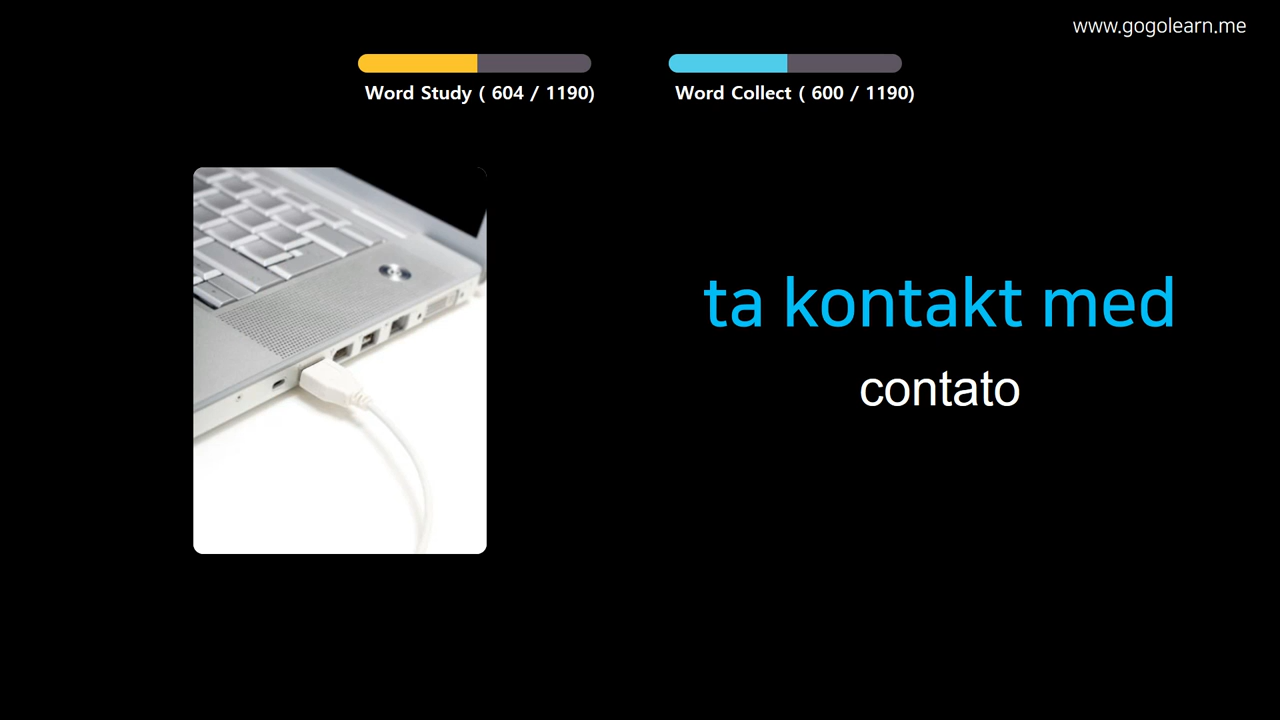 www.gogolearn.me
Word Study ( 604 / 1190)
Word Collect ( 600 / 1190)
ta kontakt med
contato